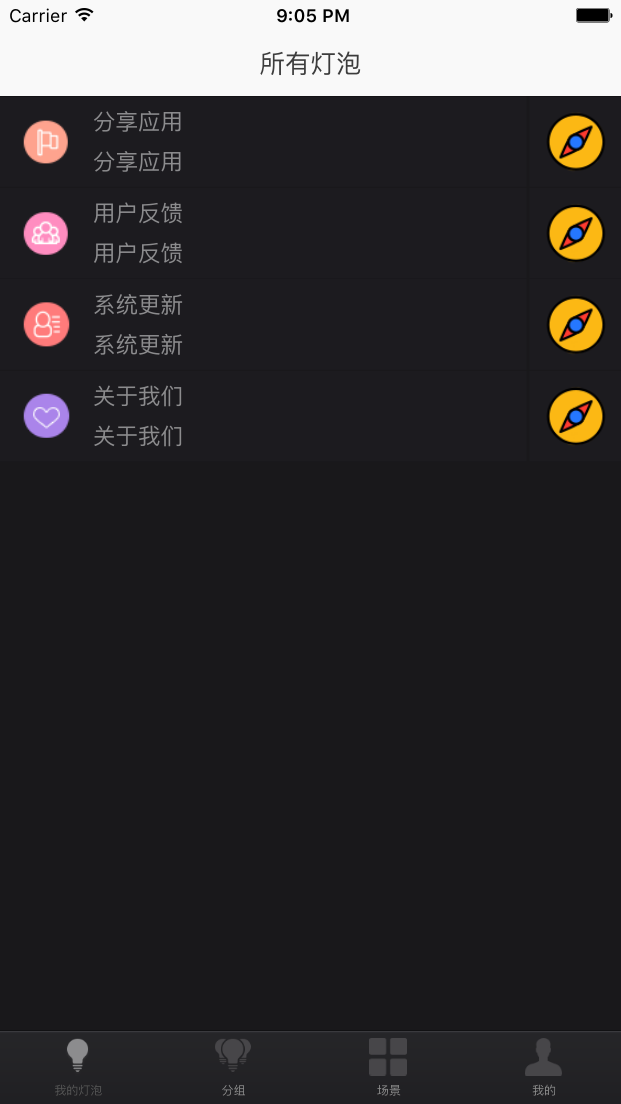 Carrier 9:05 PM
所有灯泡
分享应用
分享应用
用户反馈
用户反馈
系统更新
系统更新
关于我们
关于我们
我的灯泡 分组 场景 我的